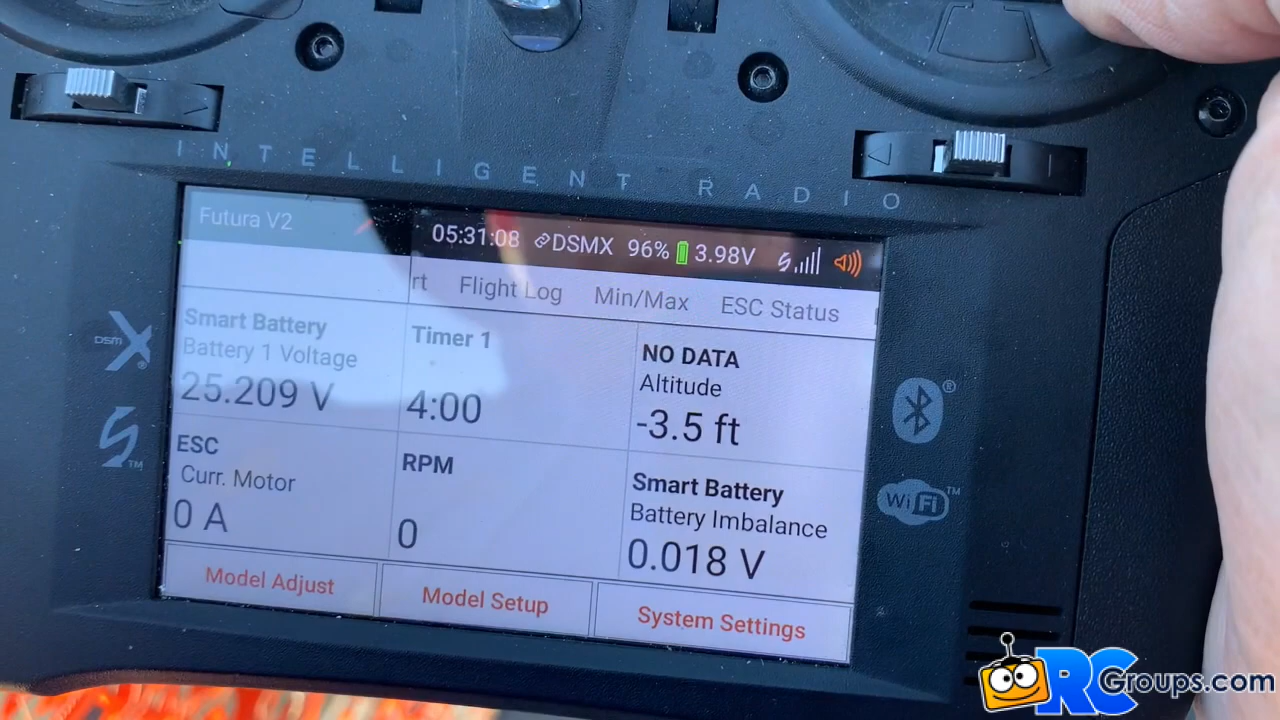 INTELLIGENT RADIO
Futura V2
05:31:08 DSMX 96% 3.98V
rt Flight Log Min/Max ESC Status
Smart Battery
Battery 1 Voltage
25.209 V
Timer 1
4:00
NO DATA
Altitude
-3.5 ft
ESC
Curr. Motor
0 A
RPM
0
Smart Battery
Battery Imbalance
0.018 V
Model Adjust
Model Setup
System Settings
DSM X®
S™
®
WiFi™
RCGroups.com